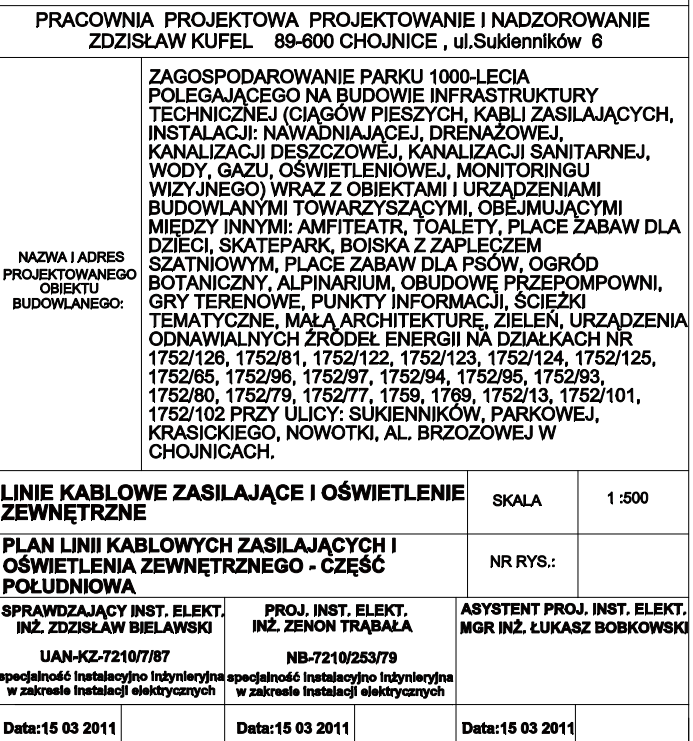 PRACOWNIA PROJEKTOWA PROJEKTOWANIE I NADZOROWANIE
ZDZISŁAW KUFEL 89-600 CHOJNICE , ul.Sukienników 6
NAZWA I ADRES
PROJEKTOWANEGO
OBIEKTU
BUDOWLANEGO:
ZAGOSPODAROWANIE PARKU 1000-LECIA
POLEGAJĄCEGO NA BUDOWIE INFRASTRUKTURY
TECHNICZNEJ (CIĄGÓW PIESZYCH, KABLI ZASILAJĄCYCH,
INSTALACJI: NAWADNIAJĄCEJ, DRENAŻOWEJ,
KANALIZACJI DESZCZOWEJ, KANALIZACJI SANITARNEJ,
WODY, GAZU, OŚWIETLENIOWEJ, MONITORINGU
WIZYJNEGO) WRAZ Z OBIEKTAMI I URZĄDZENIAMI
BUDOWLANYMI TOWARZYSZĄCYMI, OBEJMUJĄCYMI
MIĘDZY INNYMI: AMFITEATR, TOALETY, PLACE ZABAW DLA
DZIECI, SKATEPARK, BOISKA Z ZAPLECZEM
SZATNIOWYM, PLACE ZABAW DLA PSÓW, OGRÓD
BOTANICZNY, ALPINARIUM, OBUDOWĘ PRZEPOMPOWNI,
GRY TERENOWE, PUNKTY INFORMACJI, ŚCIEŻKI
TEMATYCZNE, MAŁĄ ARCHITEKTURĘ, ZIELEŃ, URZĄDZENIA
ODNAWIALNYCH ŹRÓDEŁ ENERGII NA DZIAŁKACH NR
1752/126, 1752/81, 1752/122, 1752/123, 1752/124, 1752/125,
1752/65, 1752/96, 1752/97, 1752/94, 1752/95, 1752/93,
1752/80, 1752/79, 1752/77, 1759, 1769, 1752/13, 1752/101,
1752/102 PRZY ULICY: SUKIENNIKÓW, PARKOWEJ,
KRASICKIEGO, NOWOTKI, AL. BRZOZOWEJ W
CHOJNICACH.
LINIE KABLOWE ZASILAJĄCE I OŚWIETLENIE
ZEWNĘTRZNE
SKALA
1 :500
PLAN LINII KABLOWYCH ZASILAJĄCYCH I
OŚWIETLENIA ZEWNĘTRZNEGO - CZĘŚĆ
POŁUDNIOWA
NR RYS.:
SPRAWDZAJĄCY INST. ELEKT.
INŻ. ZDZISŁAW BIELAWSKI
UAN-KZ-7210/7/87
specjalność instalacyjno inżynieryjna
w zakresie instalacji elektrycznych
PROJ. INST. ELEKT.
INŻ. ZENON TRĄBAŁA
NB-7210/253/79
specjalność instalacyjno inżynieryjna
w zakresie instalacji elektrycznych
ASYSTENT PROJ. INST. ELEKT.
MGR INŻ. ŁUKASZ BOBKOWSKI
Data:15 03 2011
Data:15 03 2011
Data:15 03 2011